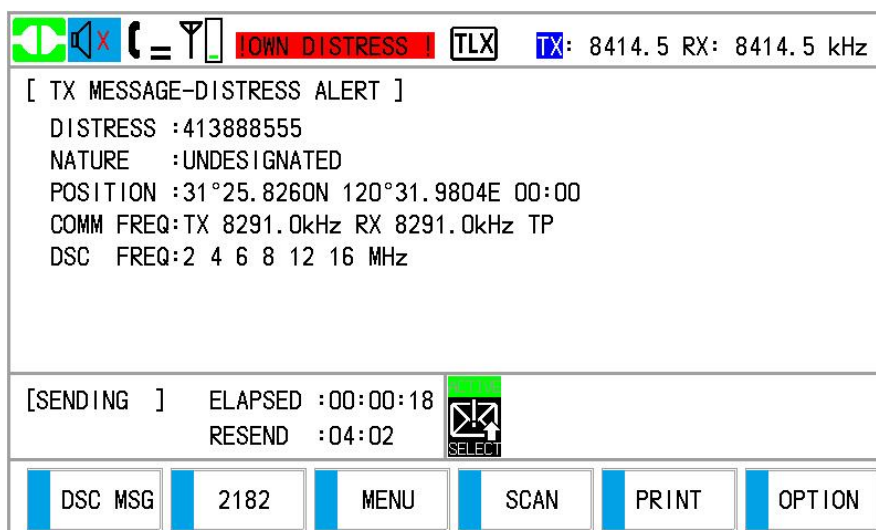 !OWN DISTRESS ! TLX TX: 8414.5 RX: 8414.5 kHz
[ TX MESSAGE-DISTRESS ALERT ]
DISTRESS :413888555
NATURE :UNDESIGNATED
POSITION :31°25.8260N 120°31.9804E 00:00
COMM FREQ:TX 8291.0kHz RX 8291.0kHz TP
DSC FREQ:2 4 6 8 12 16 MHz
[SENDING ] ELAPSED :00:00:18 ACTIVE
RESEND :04:02 SELECT
DSC MSG 2182 MENU SCAN PRINT OPTION